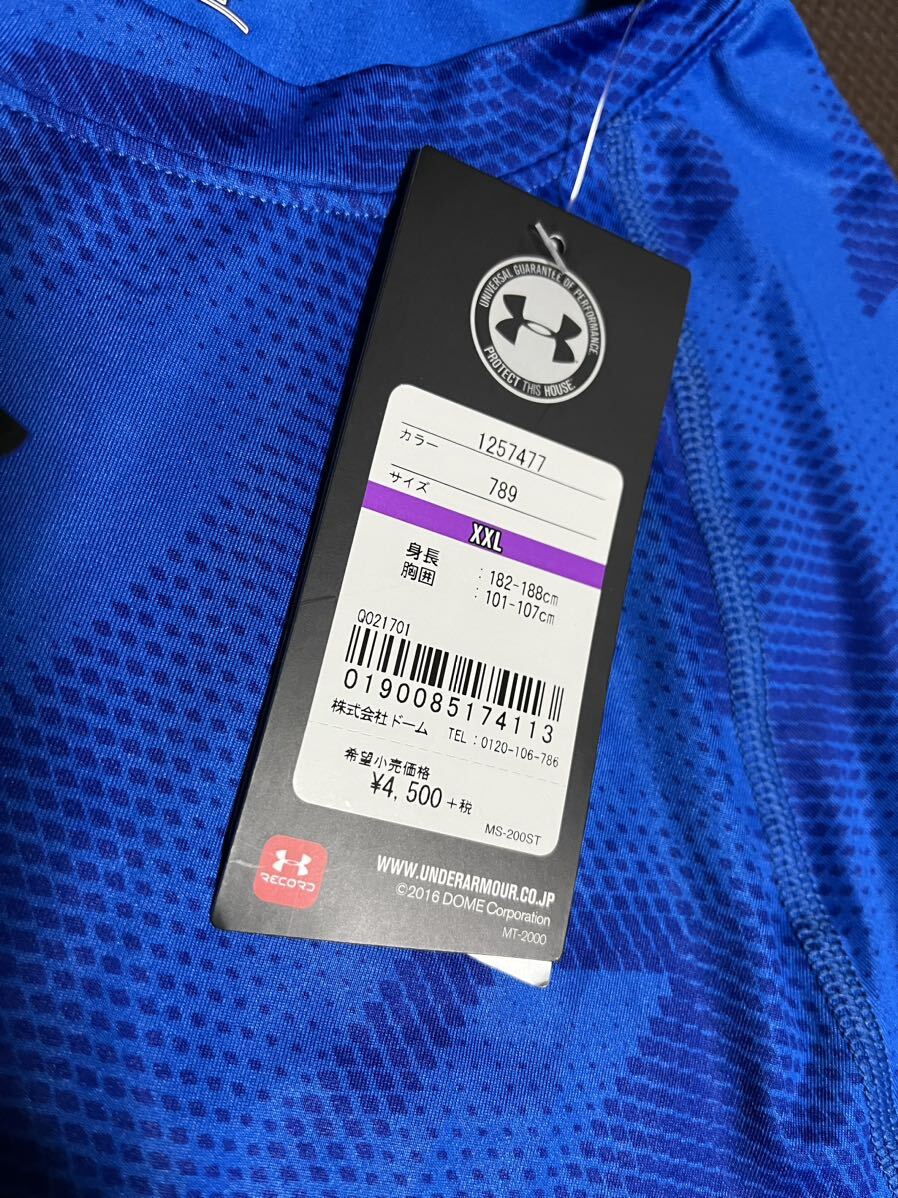 UNIVERSAL GUARANTEE OF PERFORMANCE.
PROTECT THIS HOUSE.
カラー 1257477
サイズ 789
XXL
身長 : 182-188cm
胸囲 : 101-107cm
QO21701
0190085174113
株式会社ドーム TEL : 0120-106-786
希望小売価格
¥4,500+税
MS-200ST
RECORD
WWW.UNDERARMOUR.CO.JP
©2016 DOME Corporation
MT-2000